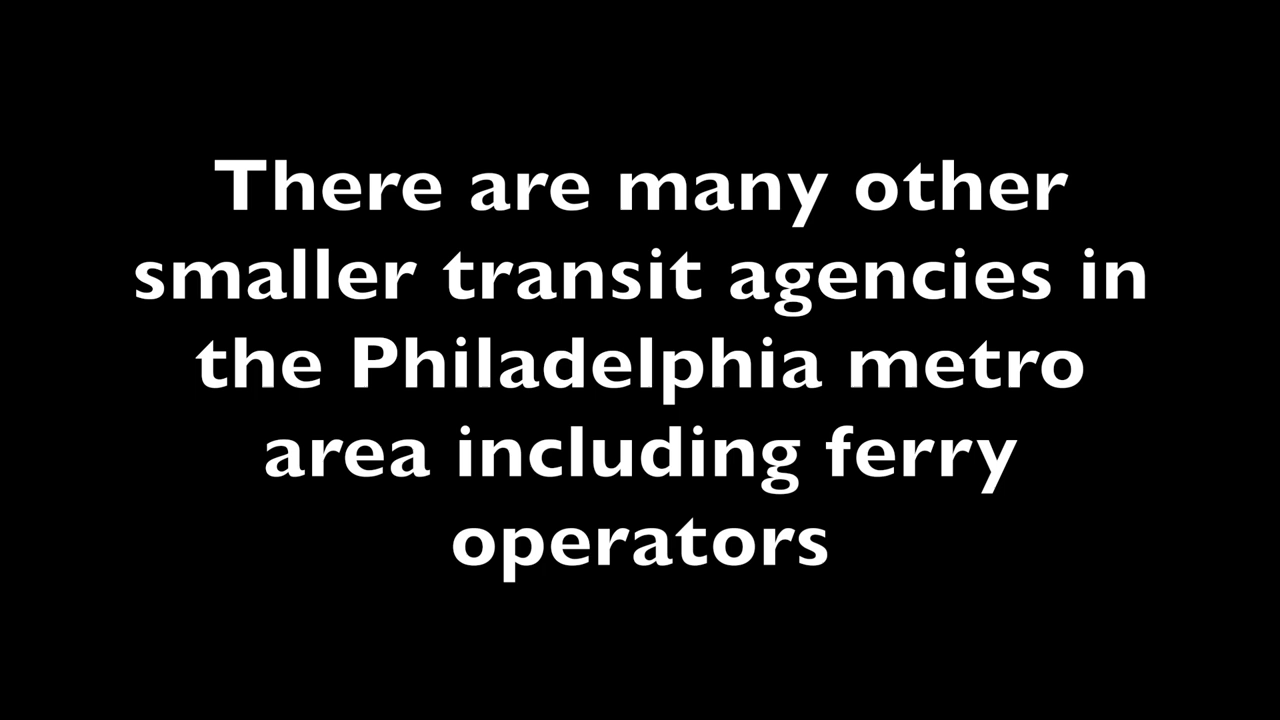 There are many other
smaller transit agencies in
the Philadelphia metro
area including ferry
operators